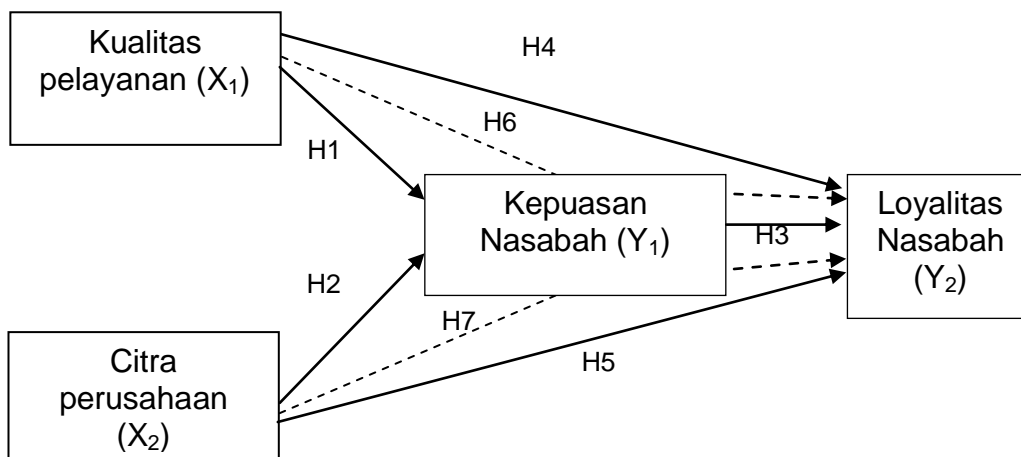 Kualitas
pelayanan (X₁)
H4
H6
H1
Kepuasan
Nasabah (Y₁)
H3
Loyalitas
Nasabah
(Y₂)
H2
H7
H5
Citra
perusahaan
(X₂)